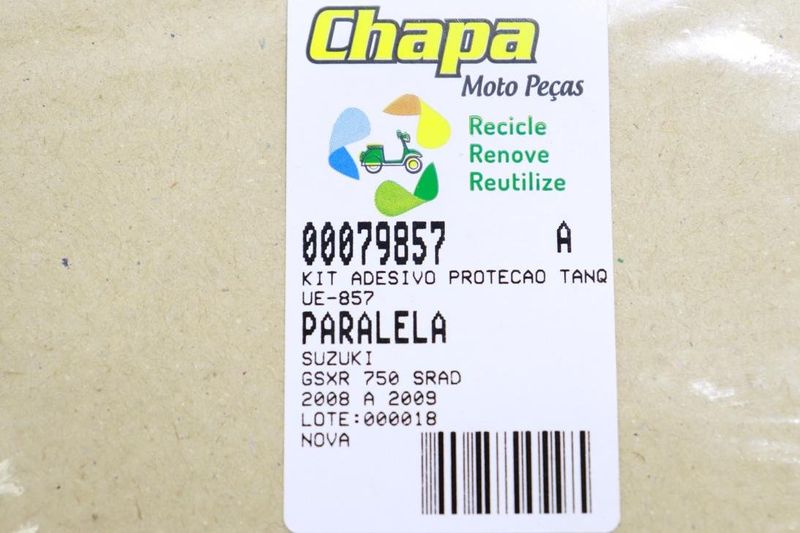 Chapa
Moto Peças
Recicle
Renove
Reutilize
00079857 A
KIT ADESIVO PROTECAO TANQ
UE-857
PARALELA
SUZUKI
GSXR 750 SRAD
2008 A 2009
LOTE:000018
NOVA